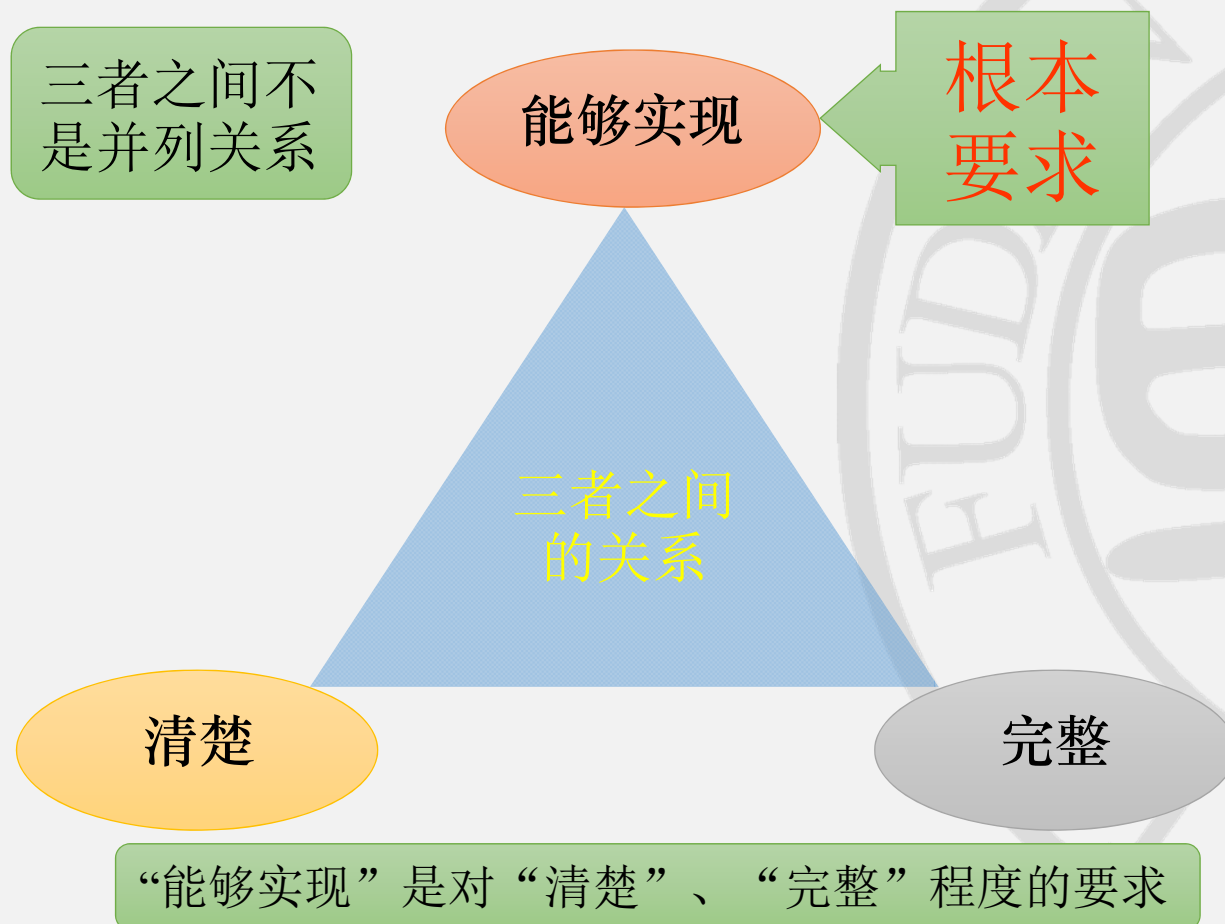 三者之间不
是并列关系
能够实现
根本
要求
三者之间
的关系
清楚
完整
“能够实现”是对“清楚”、“完整”程度的要求